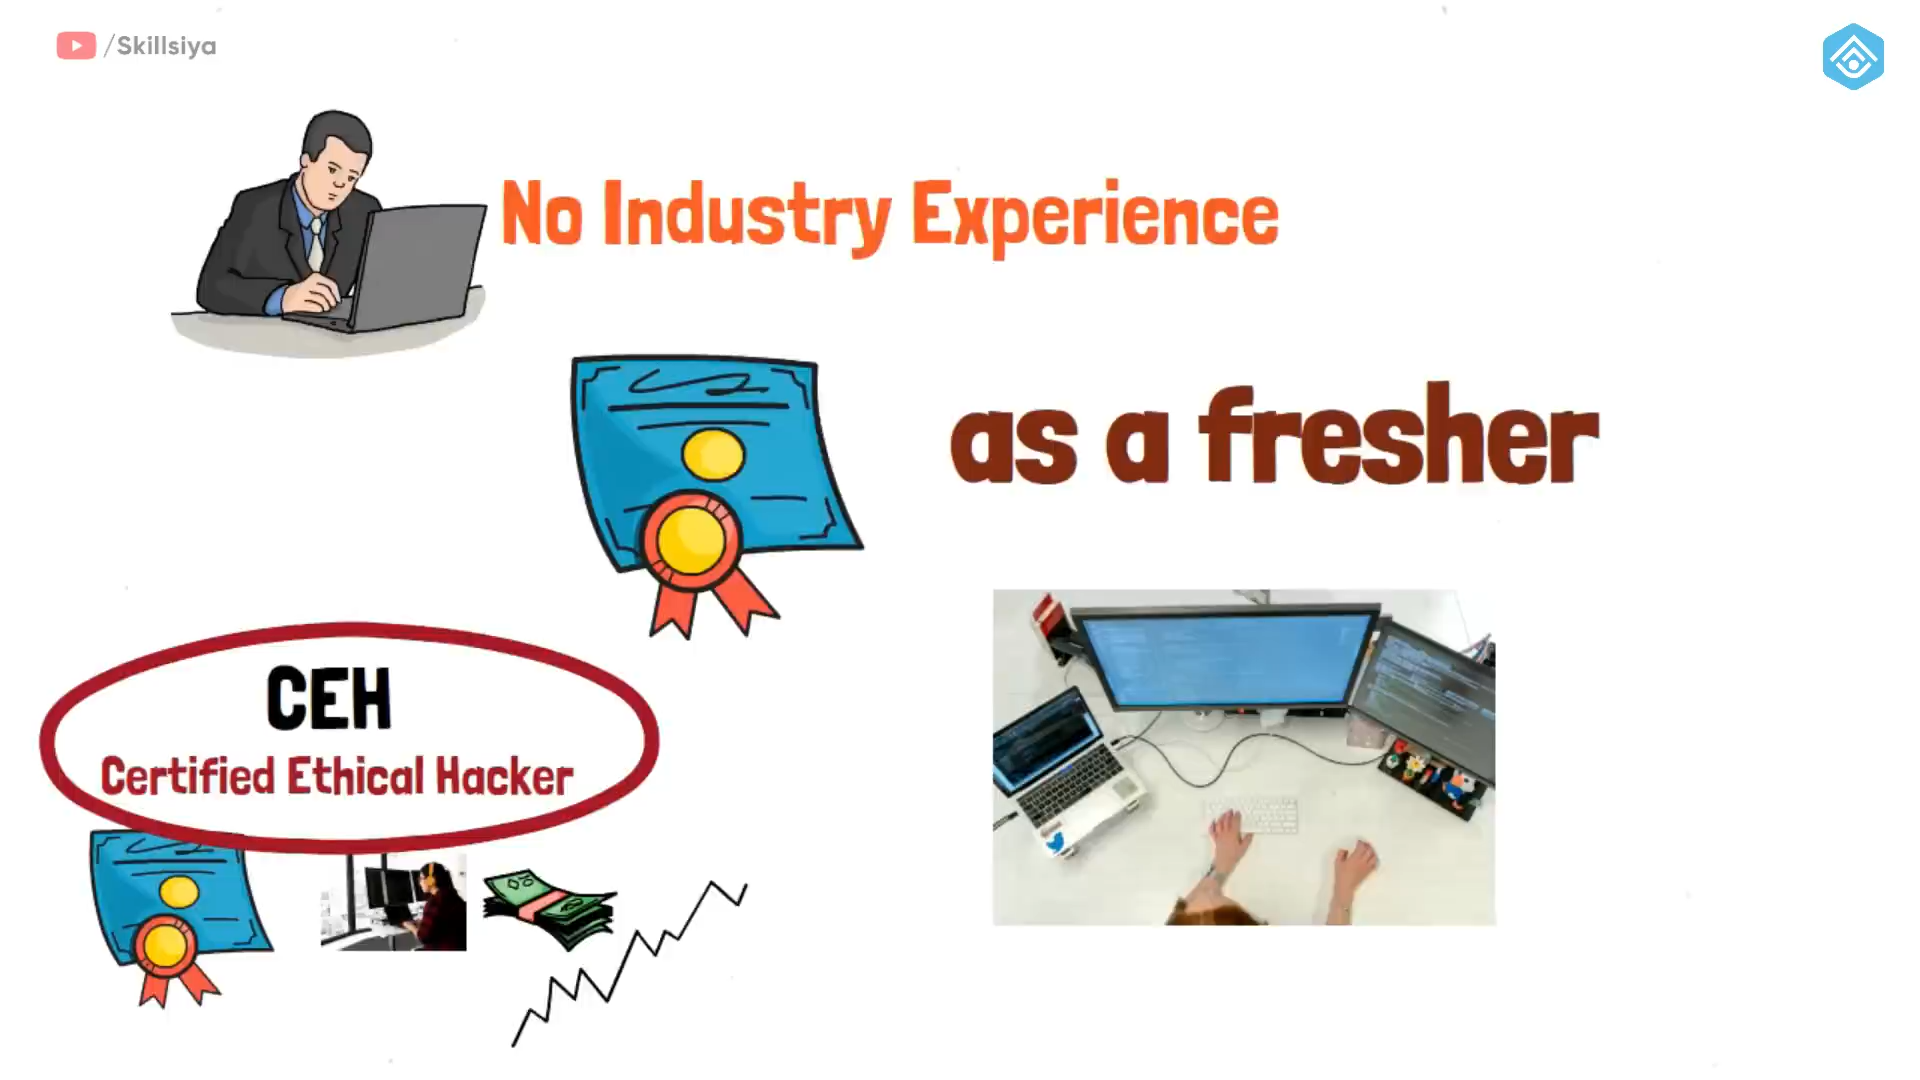 /Skillsiya
No Industry Experience
as a fresher
CEH
Certified Ethical Hacker